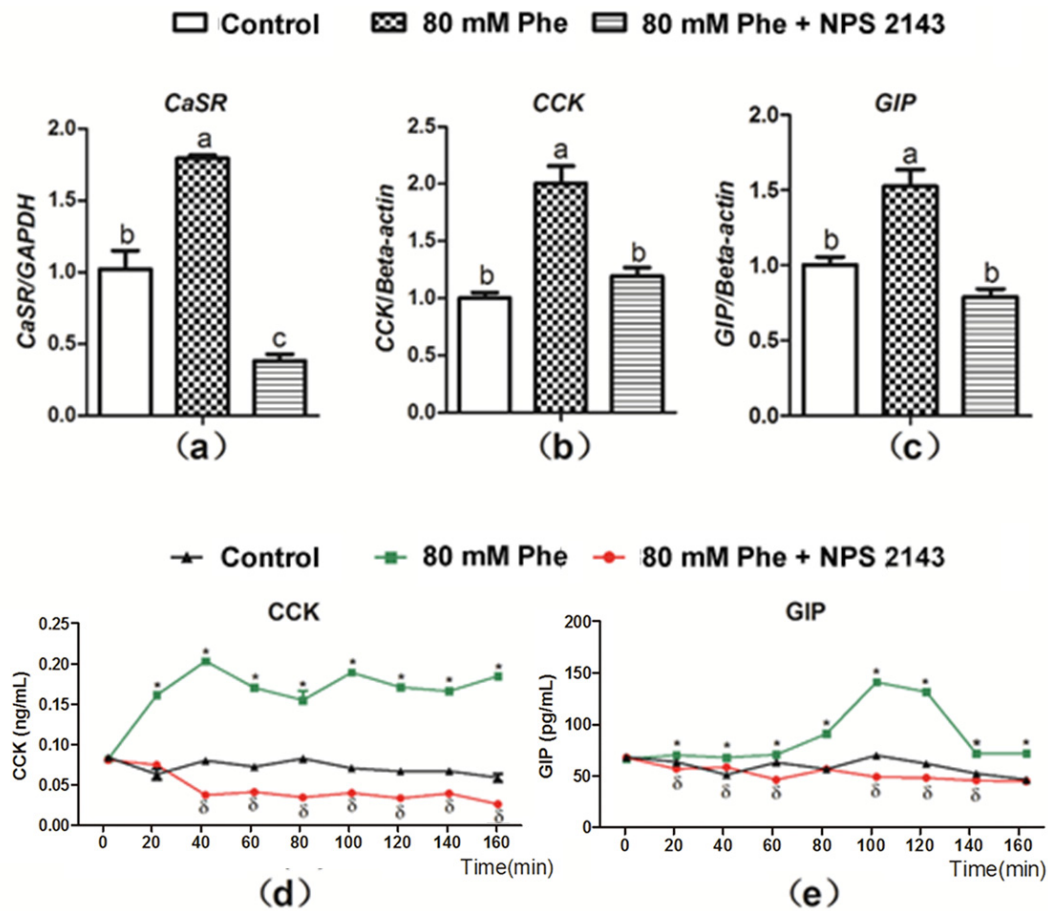 Control 80 mM Phe 80 mM Phe + NPS 2143
CaSR CCK GIP
CaSR/GAPDH
2.0
1.5
1.0
0.5
0.0
b
a
c
(a)
CCK/Beta-actin
2.5
2.0
1.5
1.0
0.5
0.0
b
a
b
(b)
GIP/Beta-actin
2.0
1.5
1.0
0.5
0.0
b
a
b
(c)
Control 80 mM Phe 80 mM Phe + NPS 2143
CCK
CCK (ng/mL)
0.25
0.20
0.15
0.10
0.05
0.00
* * * * * * * *
δ δ δ δ δ δ δ
0 20 40 60 80 100 120 140 160
Time(min)
(d)
GIP
GIP (pg/mL)
200
150
100
50
0
* * * * * * * *
δ δ δ δ δ δ
0 20 40 60 80 100 120 140 160
Time(min)
(e)